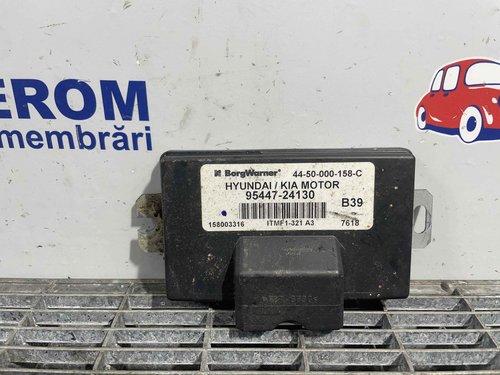 EROM
membrări
BorgWarner 44-50-000-158-C
HYUNDAI / KIA MOTOR
95447-24130
B39
158003316 ITMF1-321 A3 7618